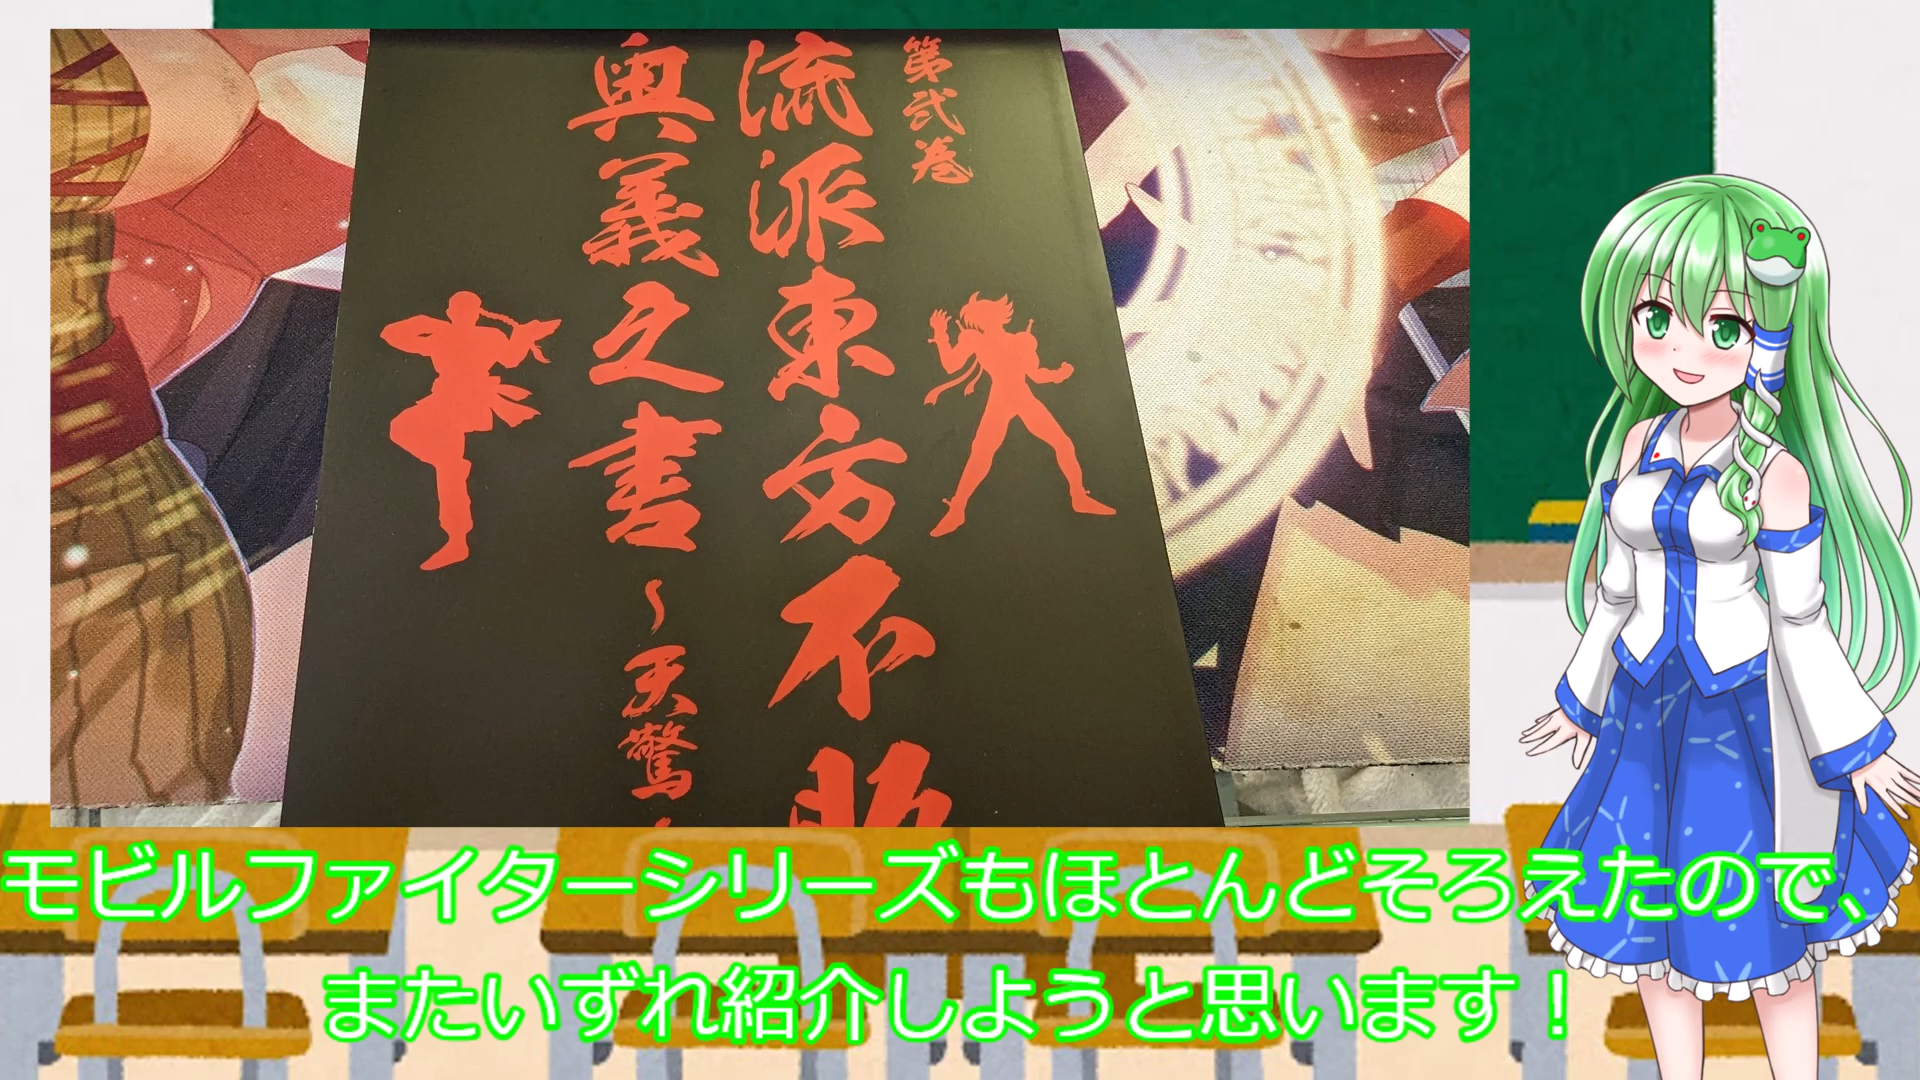 第弐巻
流派東方不敗
奥義之書
~天驚~
モビルファイターシリーズもほとんどそろえたので、
またいずれ紹介しようと思います！